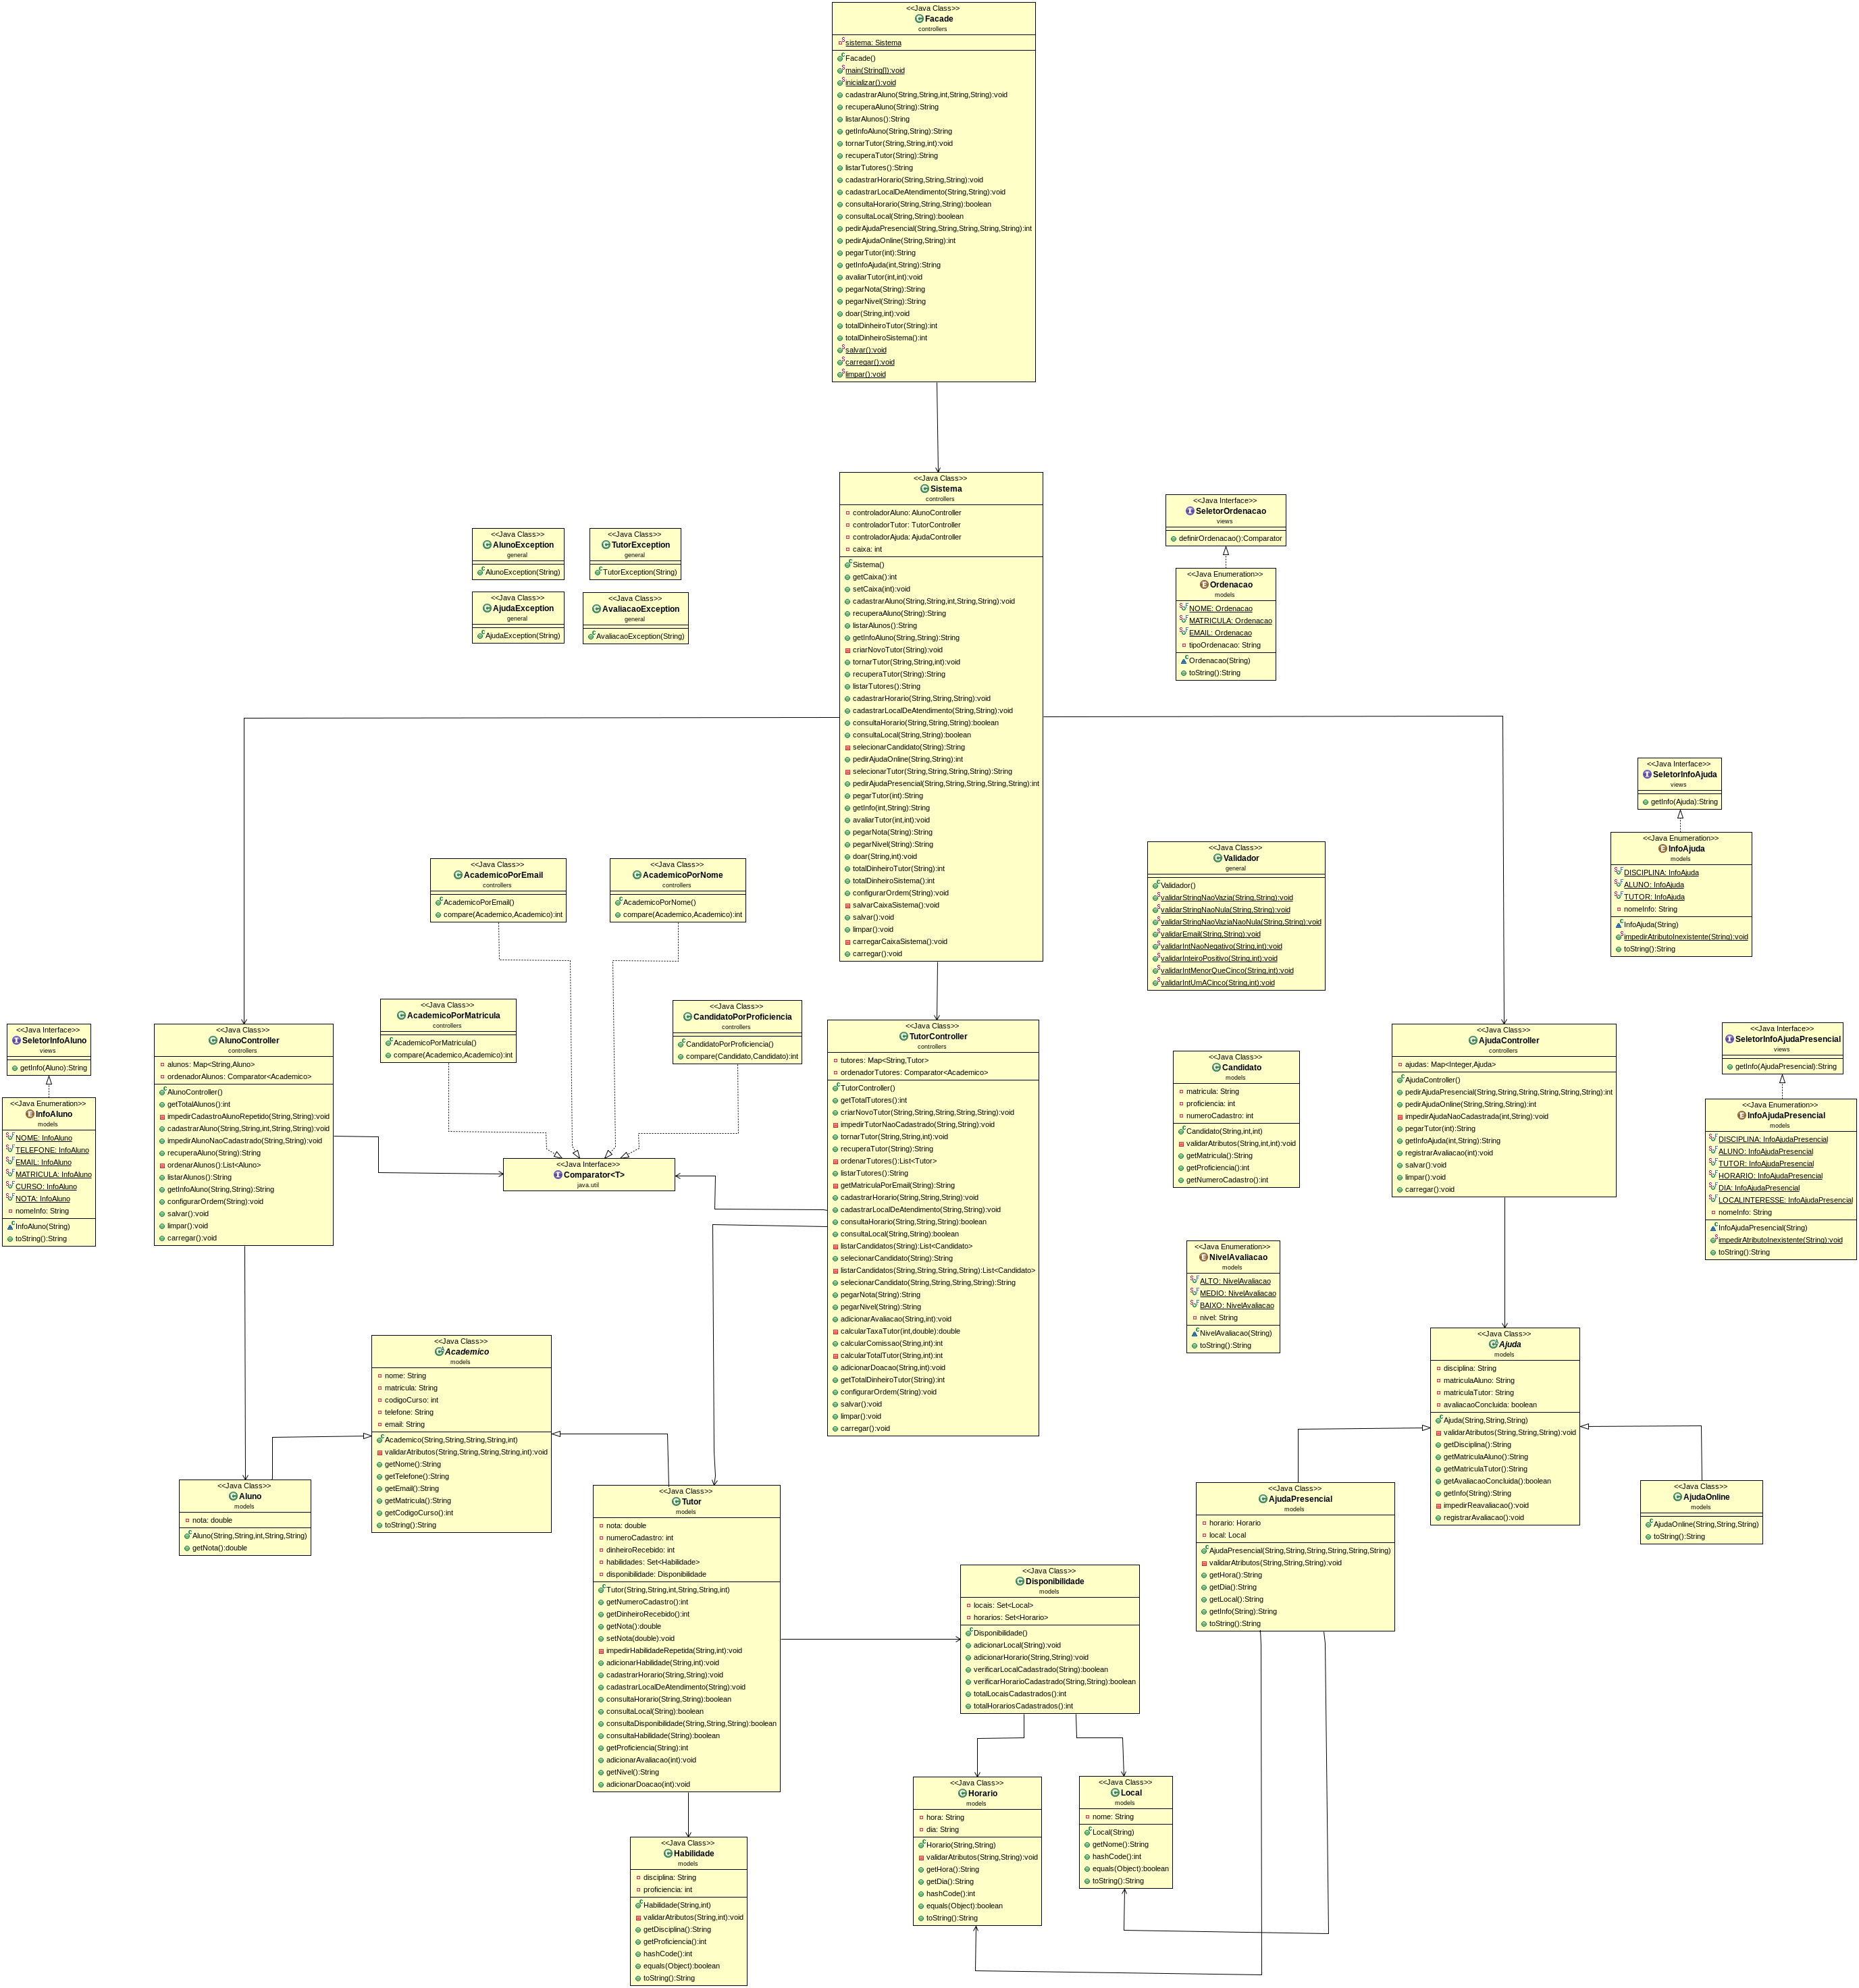 <<Java Class>>
Facade
controllers
sistema: Sistema
Facade()
main(String[]):void
inicializar():void
cadastrarAluno(String,String,int,String,String):void
recuperaAluno(String):String
listarAlunos():String
getInfoAluno(String,String):String
tornarTutor(String,String,int):void
recuperaTutor(String):String
listarTutores():String
cadastrarHorario(String,String,String):void
cadastrarLocalDeAtendimento(String,String):void
consultaHorario(String,String,String):boolean
consultaLocal(String,String):boolean
pedirAjudaPresencial(String,String,String,String,String):int
pedirAjudaOnline(String,String):int
pegarTutor(int):String
getInfoAjuda(int,String):String
avaliarTutor(int,int):void
pegarNota(String):String
pegarNivel(String):String
doar(String,int):void
totalDinheiroTutor(String):int
totalDinheiroSistema():int
salvar():void
carregar():void
limpar():void
<<Java Class>>
Sistema
controllers
controladorAluno: AlunoController
controladorTutor: TutorController
controladorAjuda: AjudaController
caixa: int
Sistema()
getCaixa():int
setCaixa(int):void
cadastrarAluno(String,String,int,String,String):void
recuperaAluno(String):String
listarAlunos():String
getInfoAluno(String,String):String
criarNovoTutor(String):void
tornarTutor(String,String,int):void
recuperaTutor(String):String
listarTutores():String
cadastrarHorario(String,String,String):void
cadastrarLocalDeAtendimento(String,String):void
consultaHorario(String,String,String):boolean
consultaLocal(String,String):boolean
selecionarCandidato(String):String
pedirAjudaOnline(String,String):int
selecionarTutor(String,String,String,String):String
pedirAjudaPresencial(String,String,String,String,String):int
pegarTutor(int):String
getInfo(int,String):String
avaliarTutor(int,int):void
pegarNota(String):String
pegarNivel(String):String
doar(String,int):void
totalDinheiroTutor(String):int
totalDinheiroSistema():int
configurarOrdem(String):void
salvarCaixaSistema():void
salvar():void
limpar():void
carregarCaixaSistema():void
carregar():void
<<Java Class>>
AlunoException
general
AlunoException(String)
<<Java Class>>
TutorException
general
TutorException(String)
<<Java Class>>
AjudaException
general
AjudaException(String)
<<Java Class>>
AvaliacaoException
general
AvaliacaoException(String)
<<Java Interface>>
SeletorOrdenacao
views
definirOrdenacao():Comparator
<<Java Enumeration>>
Ordenacao
models
NOME: Ordenacao
MATRICULA: Ordenacao
EMAIL: Ordenacao
tipoOrdenacao: String
Ordenacao(String)
toString():String
<<Java Interface>>
SeletorInfoAjuda
views
getInfo(Ajuda):String
<<Java Enumeration>>
InfoAjuda
models
DISCIPLINA: InfoAjuda
ALUNO: InfoAjuda
TUTOR: InfoAjuda
nomeInfo: String
InfoAjuda(String)
impedirAtributoInexistente(String):void
toString():String
<<Java Class>>
Validador
general
Validador()
validarStringNaoVazia(String,String):void
validarStringNaoNula(String,String):void
validarStringNaoVaziaNaoNula(String,String):void
validarEmail(String,String):void
validarIntNaoNegativo(String,int):void
validarInteiroPositivo(String,int):void
validarIntMenorQueCinco(String,int):void
validarIntUmACinco(String,int):void
<<Java Class>>
AcademicoPorEmail
controllers
AcademicoPorEmail()
compare(Academico,Academico):int
<<Java Class>>
AcademicoPorNome
controllers
AcademicoPorNome()
compare(Academico,Academico):int
<<Java Class>>
AcademicoPorMatricula
controllers
AcademicoPorMatricula()
compare(Academico,Academico):int
<<Java Class>>
CandidatoPorProficiencia
controllers
CandidatoPorProficiencia()
compare(Candidato,Candidato):int
<<Java Interface>>
Comparator<T>
java.util
<<Java Interface>>
SeletorInfoAluno
views
getInfo(Aluno):String
<<Java Enumeration>>
InfoAluno
models
NOME: InfoAluno
TELEFONE: InfoAluno
EMAIL: InfoAluno
MATRICULA: InfoAluno
CURSO: InfoAluno
NOTA: InfoAluno
nomeInfo: String
InfoAluno(String)
toString():String
<<Java Class>>
AlunoController
controllers
alunos: Map<String,Aluno>
ordenadorAlunos: Comparator<Academico>
AlunoController()
getTotalAlunos():int
impedirCadastroAlunoRepetido(String,String):void
cadastrarAluno(String,String,int,String,String):void
impedirAlunoNaoCadastrado(String,String):void
recuperaAluno(String):String
ordenarAlunos():List<Aluno>
listarAlunos():String
getInfoAluno(String,String):String
configurarOrdem(String):void
salvar():void
limpar():void
carregar():void
<<Java Class>>
TutorController
controllers
tutores: Map<String,Tutor>
ordenadorTutores: Comparator<Academico>
TutorController()
getTotalTutores():int
criarNovoTutor(String,String,String,String,String):void
impedirTutorNaoCadastrado(String,String):void
tornarTutor(String,String,int):void
recuperaTutor(String):String
ordenarTutores():List<Tutor>
listarTutores():String
getMatriculaPorEmail(String):String
cadastrarHorario(String,String,String):void
cadastrarLocalDeAtendimento(String,String):void
consultaHorario(String,String,String):boolean
consultaLocal(String,String):boolean
listarCandidatos(String):List<Candidato>
selecionarCandidato(String):String
listarCandidatos(String,String,String,String):List<Candidato>
selecionarCandidato(String,String,String,String):String
pegarNota(String):String
pegarNivel(String):String
adicionarAvaliacao(String,int):void
calcularTaxaTutor(int,double):double
calcularComissao(String,int):int
calcularTotalTutor(String,int):int
adicionarDoacao(String,int):void
getTotalDinheiroTutor(String):int
configurarOrdem(String):void
salvar():void
limpar():void
carregar():void
<<Java Class>>
Candidato
models
matricula: String
proficiencia: int
numeroCadastro: int
Candidato(String,int,int)
validarAtributos(String,int,int):void
getMatricula():String
getProficiencia():int
getNumeroCadastro():int
<<Java Class>>
AjudaController
controllers
ajudas: Map<Integer,Ajuda>
AjudaController()
pedirAjudaPresencial(String,String,String,String,String,String):int
pedirAjudaOnline(String,String,String):int
impedirAjudaNaoCadastrada(int,String):void
pegarTutor(int):String
getInfoAjuda(int,String):String
registrarAvaliacao(int):void
salvar():void
limpar():void
carregar():void
<<Java Interface>>
SeletorInfoAjudaPresencial
views
getInfo(AjudaPresencial):String
<<Java Enumeration>>
InfoAjudaPresencial
models
DISCIPLINA: InfoAjudaPresencial
ALUNO: InfoAjudaPresencial
TUTOR: InfoAjudaPresencial
HORARIO: InfoAjudaPresencial
DIA: InfoAjudaPresencial
LOCALINTERESSE: InfoAjudaPresencial
nomeInfo: String
InfoAjudaPresencial(String)
impedirAtributoInexistente(String):void
toString():String
<<Java Enumeration>>
NivelAvaliacao
models
ALTO: NivelAvaliacao
MEDIO: NivelAvaliacao
BAIXO: NivelAvaliacao
nivel: String
NivelAvaliacao(String)
toString():String
<<Java Class>>
Academico
models
nome: String
matricula: String
codigoCurso: int
telefone: String
email: String
Academico(String,String,String,String,int)
validarAtributos(String,String,String,String,int):void
getNome():String
getTelefone():String
getEmail():String
getMatricula():String
getCodigoCurso():int
toString():String
<<Java Class>>
Aluno
models
nota: double
Aluno(String,String,int,String,String)
getNota():double
<<Java Class>>
Tutor
models
nota: double
numeroCadastro: int
dinheiroRecebido: int
habilidades: Set<Habilidade>
disponibilidade: Disponibilidade
Tutor(String,String,int,String,String,int)
getNumeroCadastro():int
getDinheiroRecebido():int
getNota():double
setNota(double):void
impedirHabilidadeRepetida(String,int):void
adicionarHabilidade(String,int):void
cadastrarHorario(String,String):void
cadastrarLocalDeAtendimento(String):void
consultaHorario(String,String):boolean
consultaLocal(String):boolean
consultaDisponibilidade(String,String,String):boolean
consultaHabilidade(String):boolean
getProficiencia(String):int
adicionarAvaliacao(int):void
getNivel():String
adicionarDoacao(int):void
<<Java Class>>
Ajuda
models
disciplina: String
matriculaAluno: String
matriculaTutor: String
avaliacaoConcluida: boolean
Ajuda(String,String,String)
validarAtributos(String,String,String):void
getDisciplina():String
getMatriculaAluno():String
getMatriculaTutor():String
getAvaliacaoConcluida():boolean
getInfo(String):String
impedirReavaliacao():void
registrarAvaliacao():void
<<Java Class>>
AjudaPresencial
models
horario: Horario
local: Local
AjudaPresencial(String,String,String,String,String,String)
validarAtributos(String,String,String):void
getHora():String
getDia():String
getLocal():String
getInfo(String):String
toString():String
<<Java Class>>
AjudaOnline
models
AjudaOnline(String,String,String)
toString():String
<<Java Class>>
Disponibilidade
models
locais: Set<Local>
horarios: Set<Horario>
Disponibilidade()
adicionarLocal(String):void
adicionarHorario(String,String):void
verificarLocalCadastrado(String):boolean
verificarHorarioCadastrado(String,String):boolean
totalLocaisCadastrados():int
totalHorariosCadastrados():int
<<Java Class>>
Horario
models
hora: String
dia: String
Horario(String,String)
validarAtributos(String,String):void
getHora():String
getDia():String
hashCode():int
equals(Object):boolean
toString():String
<<Java Class>>
Local
models
nome: String
Local(String)
getNome():String
hashCode():int
equals(Object):boolean
toString():String
<<Java Class>>
Habilidade
models
disciplina: String
proficiencia: int
Habilidade(String,int)
validarAtributos(String,int):void
getDisciplina():String
getProficiencia():int
hashCode():int
equals(Object):boolean
toString():String